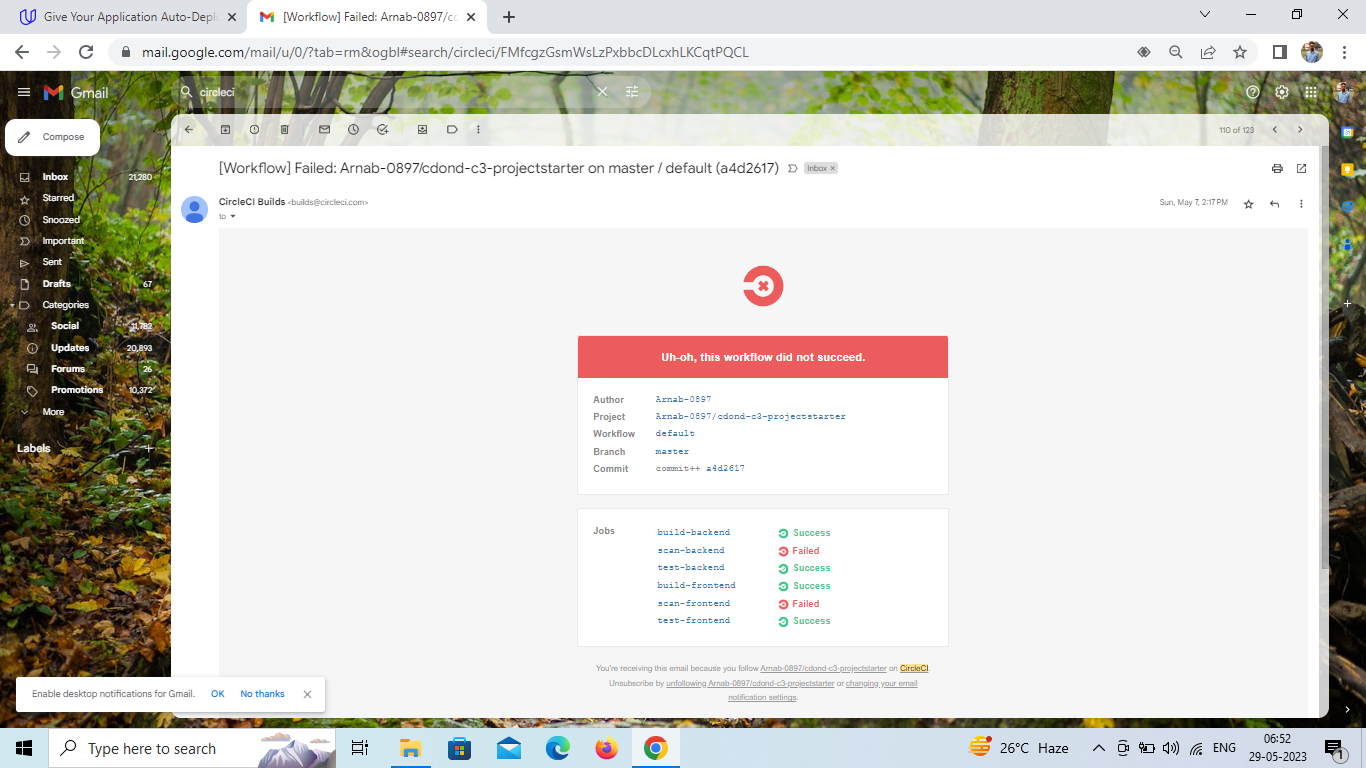 Give Your Application Auto-Depl
[Workflow] Failed: Arnab-0897/cc
mail.google.com/mail/u/0/?tab=rm&ogbl#search/circleci/FMfcgzGsmWsLzPxbbcDLcxhLKCqtPQCL
Gmail
circleci
Compose
110 of 123
Inbox 21,280
Starred
Snoozed
Important
Sent
Drafts 67
Categories
Social 11,782
Updates 20,893
Forums 26
Promotions 10,372
More
Labels
[Workflow] Failed: Arnab-0897/cdond-c3-projectstarter on master / default (a4d2617)
Inbox ×
CircleCI Builds <builds@circleci.com>
Sun, May 7, 2:17 PM
to
Uh-oh, this workflow did not succeed.
Author Arnab-0897
Project Arnab-0897/cdond-c3-projectstarter
Workflow default
Branch master
Commit commit++ a4d2617
Jobs build-backend Success
scan-backend Failed
test-backend Success
build-frontend Success
scan-frontend Failed
test-frontend Success
You're receiving this email because you follow Arnab-0897/cdond-c3-projectstarter on CircleCI.
Unsubscribe by unfollowing Arnab-0897/cdond-c3-projectstarter or changing your email
notification settings.
Enable desktop notifications for Gmail. OK No thanks
Type here to search
26°C Haze
ENG
06:52
29-05-2023
1